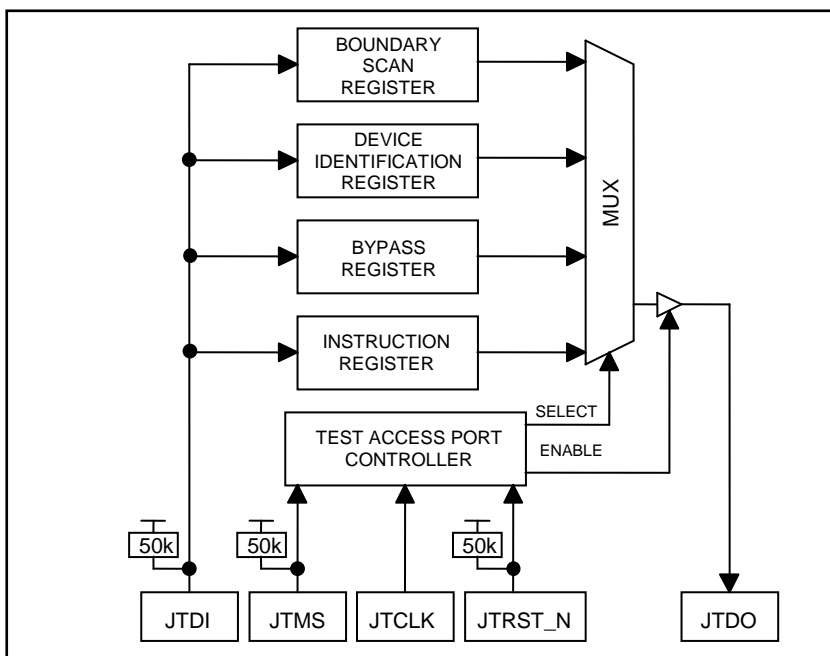 BOUNDARY
SCAN
REGISTER
DEVICE
IDENTIFICATION
REGISTER
MUX
BYPASS
REGISTER
INSTRUCTION
REGISTER
SELECT
TEST ACCESS PORT
CONTROLLER
ENABLE
50k
50k
50k
JTDI
JTMS
JTCLK
JTRST_N
JTDO